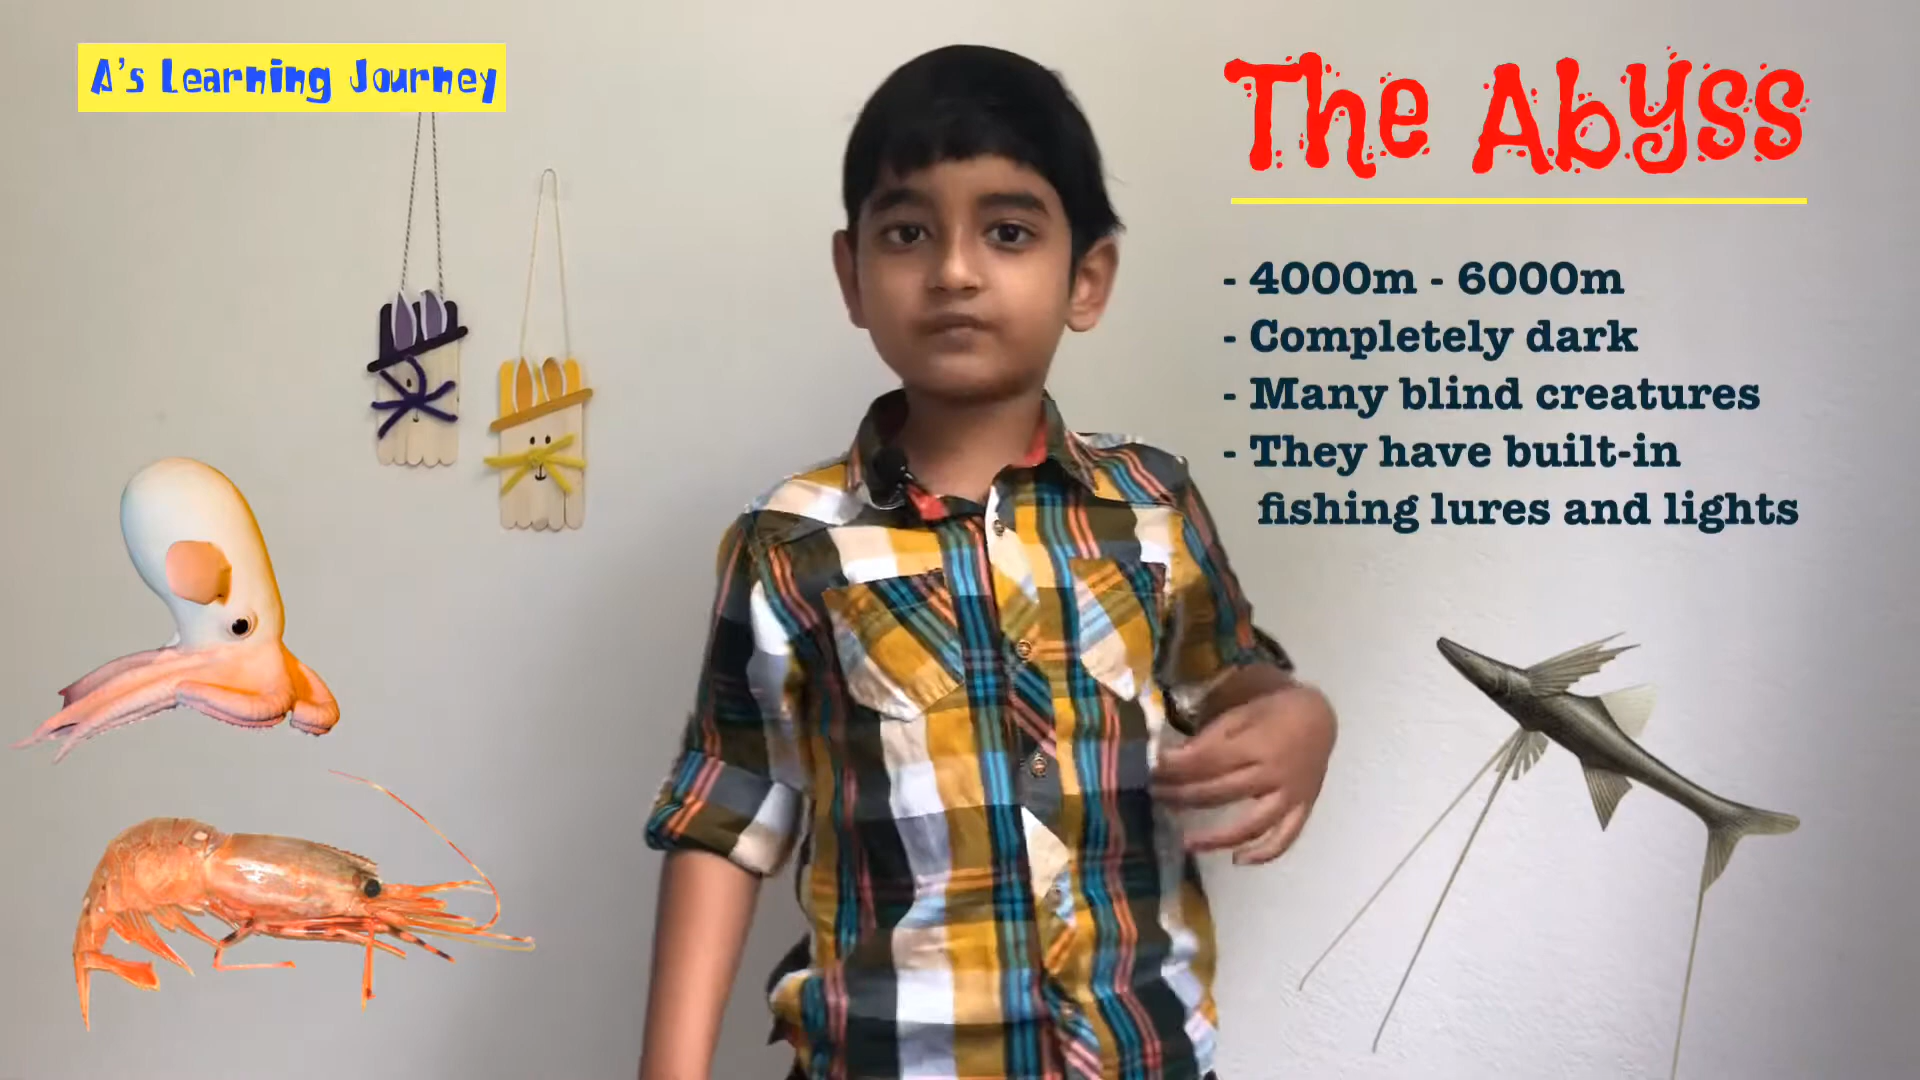 A's Learning Journey
The Abyss
- 4000m - 6000m
- Completely dark
- Many blind creatures
- They have built-in
fishing lures and lights